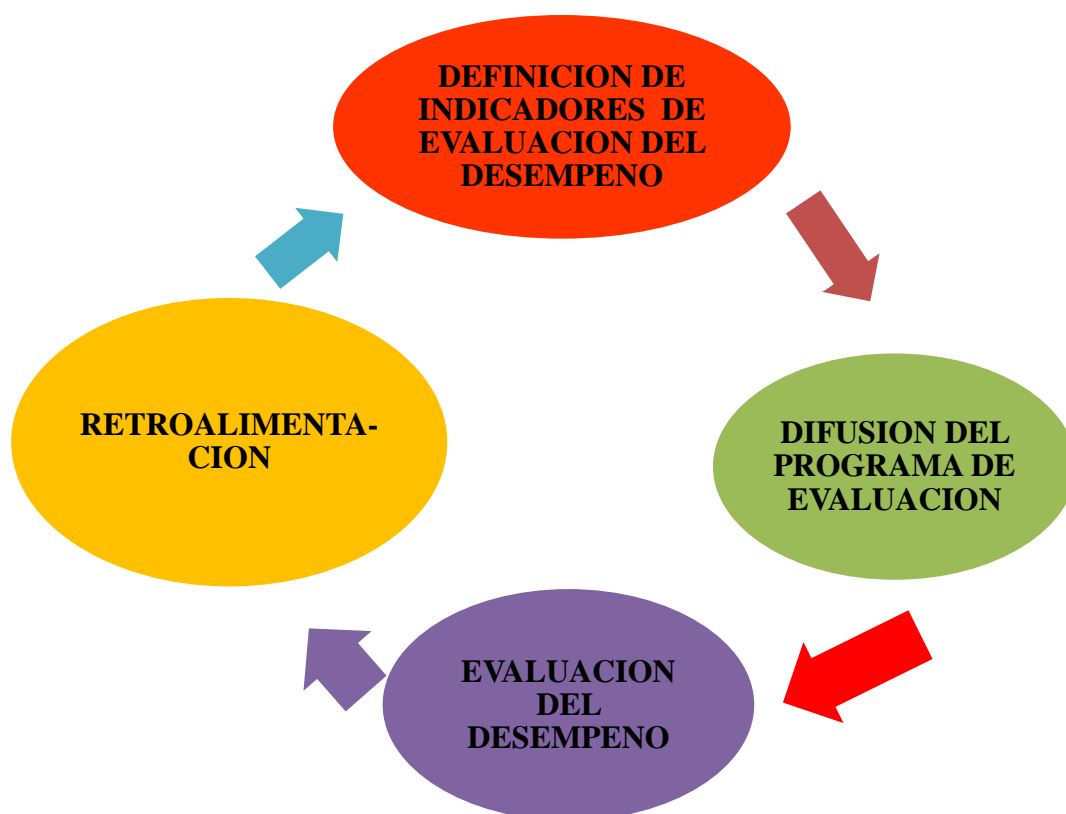 DEFINICION DE
INDICADORES DE
EVALUACION DEL
DESEMPENO
DIFUSION DEL
PROGRAMA DE
EVALUACION
EVALUACION
DEL
DESEMPENO
RETROALIMENTA-
CION